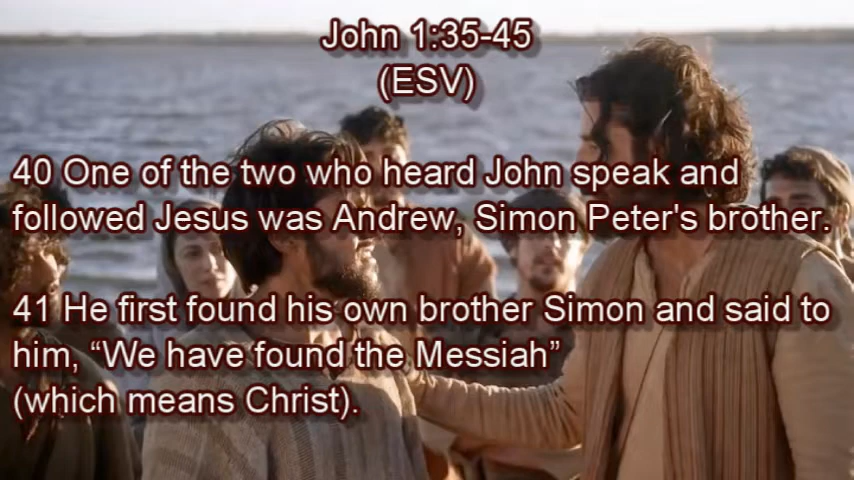 John 1:35-45
(ESV)
40 One of the two who heard John speak and
followed Jesus was Andrew, Simon Peter's brother.
41 He first found his own brother Simon and said to
him, “We have found the Messiah”
(which means Christ).